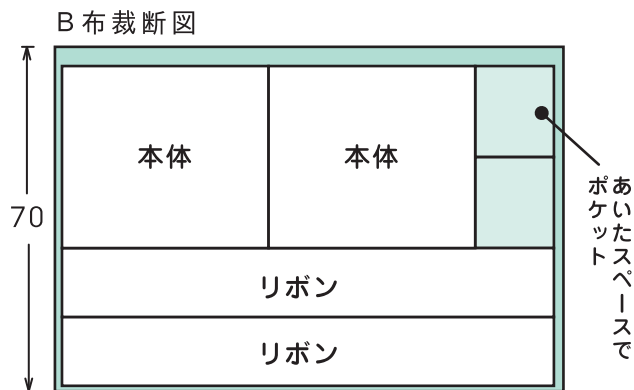 B布裁断図
70
本体
本体
あいたスペースで
ポケット
リボン
リボン